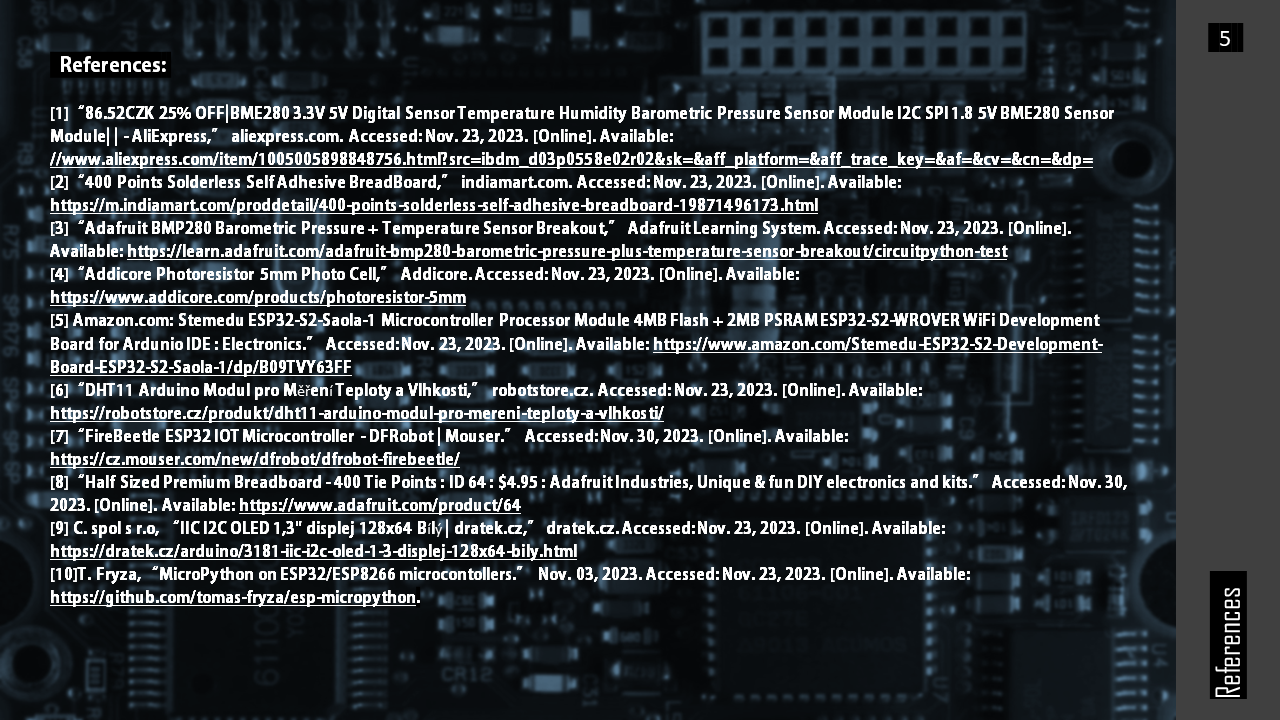 5
References:
[1] “86.52CZK 25% OFF|BME280 3.3V 5V Digital Sensor Temperature Humidity Barometric Pressure Sensor Module I2C SPI 1.8 5V BME280 Sensor
Module| | - AliExpress,” aliexpress.com. Accessed: Nov. 23, 2023. [Online]. Available:
//www.aliexpress.com/item/1005005898848756.html?src=ibdm_d03p0558e02r02&sk=&aff_platform=&aff_trace_key=&af=&cv=&cn=&dp=
[2] “400 Points Solderless Self Adhesive BreadBoard,” indiamart.com. Accessed: Nov. 23, 2023. [Online]. Available:
https://m.indiamart.com/proddetail/400-points-solderless-self-adhesive-breadboard-19871496173.html
[3] “Adafruit BMP280 Barometric Pressure + Temperature Sensor Breakout,” Adafruit Learning System. Accessed: Nov. 23, 2023. [Online].
Available: https://learn.adafruit.com/adafruit-bmp280-barometric-pressure-plus-temperature-sensor-breakout/circuitpython-test
[4] “Addicore Photoresistor 5mm Photo Cell,” Addicore. Accessed: Nov. 23, 2023. [Online]. Available:
https://www.addicore.com/products/photoresistor-5mm
[5] Amazon.com: Stemedu ESP32-S2-Saola-1 Microcontroller Processor Module 4MB Flash + 2MB PSRAM ESP32-S2-WROVER WiFi Development
Board for Ardunio IDE : Electronics.” Accessed: Nov. 23, 2023. [Online]. Available: https://www.amazon.com/Stemedu-ESP32-S2-Development-
Board-ESP32-S2-Saola-1/dp/B09TVY63FF
[6] “DHT11 Arduino Modul pro Měření Teploty a Vlhkosti,” robotstore.cz. Accessed: Nov. 23, 2023. [Online]. Available:
https://robotstore.cz/produkt/dht11-arduino-modul-pro-mereni-teploty-a-vlhkosti/
[7] “FireBeetle ESP32 IOT Microcontroller - DFRobot | Mouser.” Accessed: Nov. 30, 2023. [Online]. Available:
https://cz.mouser.com/new/dfrobot/dfrobot-firebeetle/
[8] “Half Sized Premium Breadboard - 400 Tie Points : ID 64 : $4.95 : Adafruit Industries, Unique & fun DIY electronics and kits.” Accessed: Nov. 30,
2023. [Online]. Available: https://www.adafruit.com/product/64
[9] C. spol s r.o, “IIC I2C OLED 1,3" displej 128x64 Bílý | dratek.cz,” dratek.cz. Accessed: Nov. 23, 2023. [Online]. Available:
https://dratek.cz/arduino/3181-iic-i2c-oled-1-3-displej-128x64-bily.html
[10]T. Fryza, “MicroPython on ESP32/ESP8266 microcontollers.” Nov. 03, 2023. Accessed: Nov. 23, 2023. [Online]. Available:
https://github.com/tomas-fryza/esp-micropython.
References
CR12